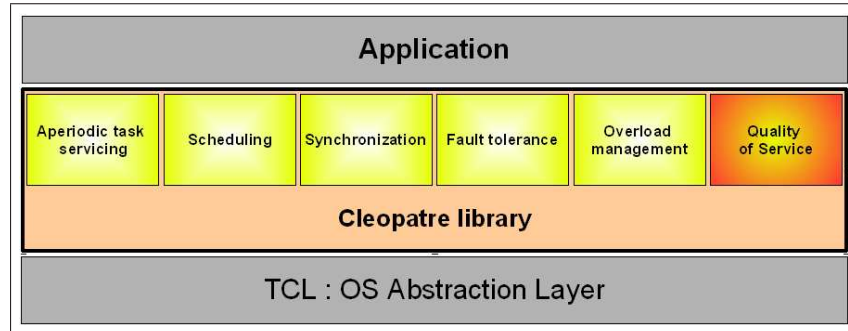 Application
Aperiodic task
servicing
Scheduling
Synchronization
Fault tolerance
Overload
management
Quality
of Service
Cleopatre library
TCL : OS Abstraction Layer